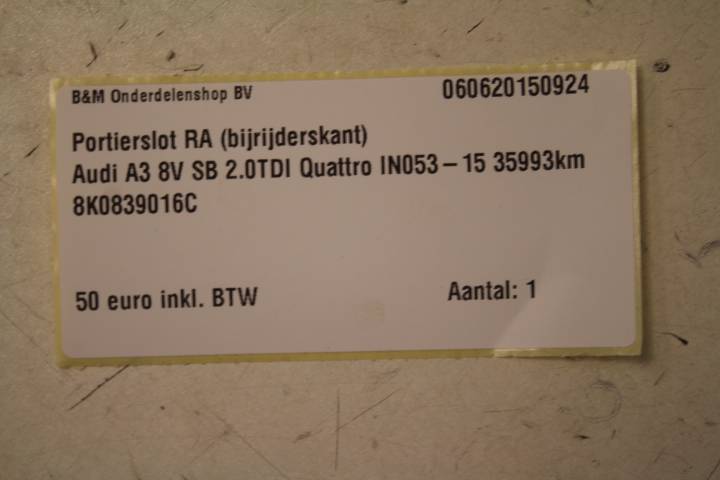 B&M Onderdelenshop BV 060620150924
Portierslot RA (bijrijderskant)
Audi A3 8V SB 2.0TDI Quattro IN053 – 15 35993km
8K0839016C
50 euro inkl. BTW Aantal: 1